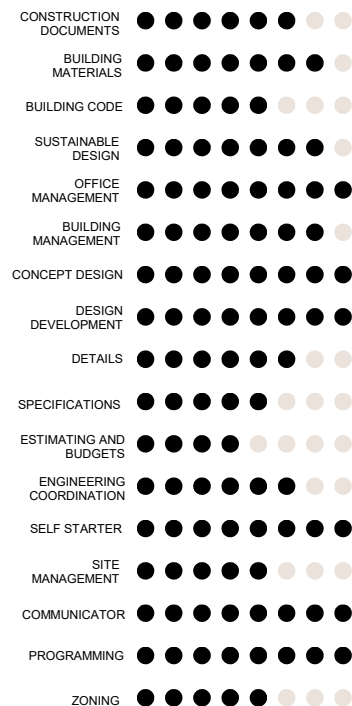 CONSTRUCTION
DOCUMENTS
BUILDING
MATERIALS
BUILDING CODE
SUSTAINABLE
DESIGN
OFFICE
MANAGEMENT
BUILDING
MANAGEMENT
CONCEPT DESIGN
DESIGN
DEVELOPMENT
DETAILS
SPECIFICATIONS
ESTIMATING AND
BUDGETS
ENGINEERING
COORDINATION
SELF STARTER
SITE
MANAGEMENT
COMMUNICATOR
PROGRAMMING
ZONING